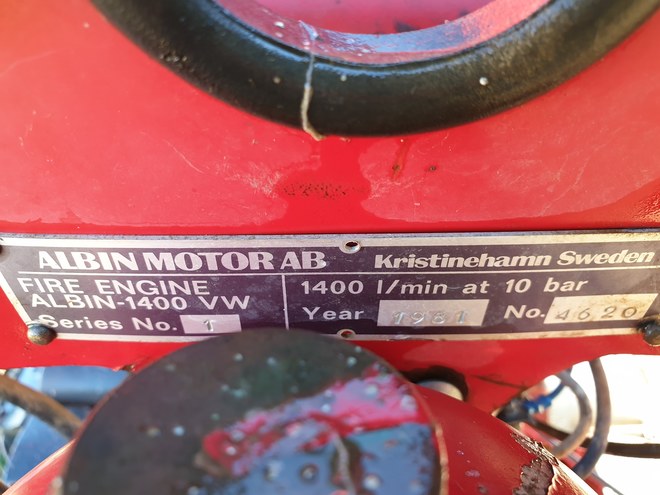 ALBIN MOTOR AB Kristinehamn Sweden
FIRE ENGINE
ALBIN-1400 VW
Series No. 1
1400 l/min at 10 bar
Year 1981 No. 4620